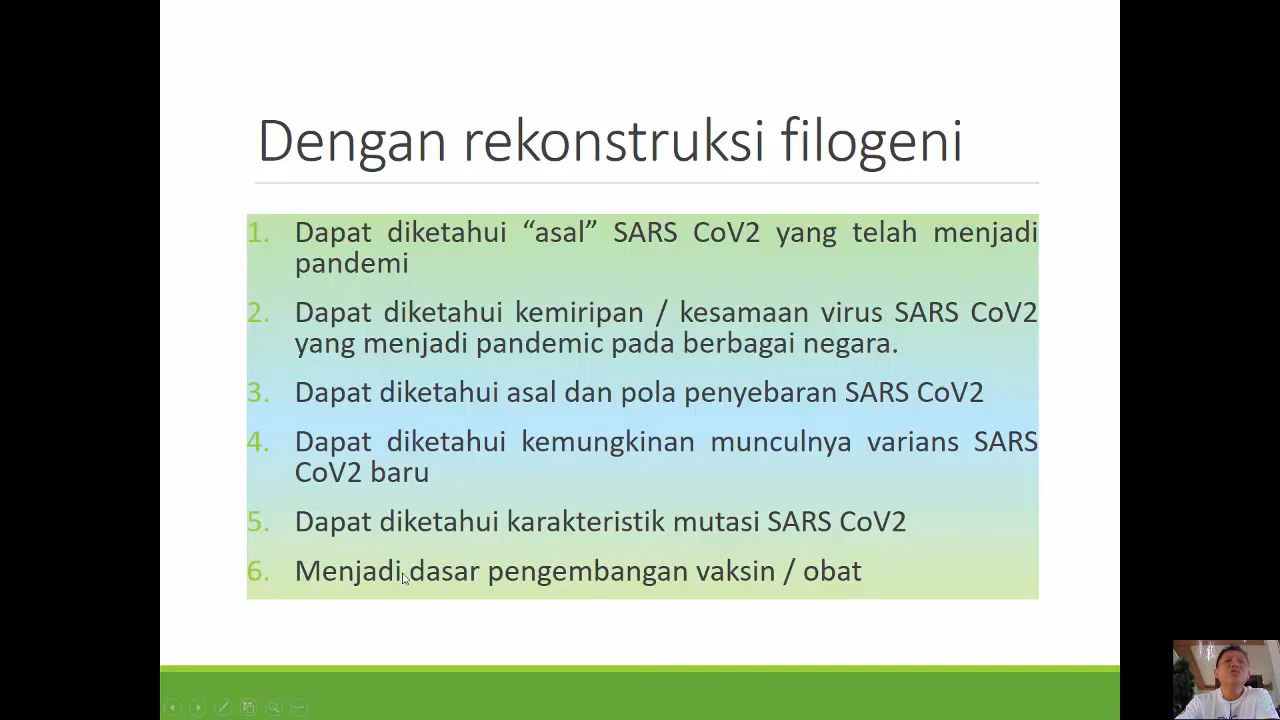 Dengan rekonstruksi filogeni
1. Dapat diketahui “asal” SARS CoV2 yang telah menjadi
pandemi
2. Dapat diketahui kemiripan / kesamaan virus SARS CoV2
yang menjadi pandemic pada berbagai negara.
3. Dapat diketahui asal dan pola penyebaran SARS CoV2
4. Dapat diketahui kemungkinan munculnya varians SARS
CoV2 baru
5. Dapat diketahui karakteristik mutasi SARS CoV2
6. Menjadi dasar pengembangan vaksin / obat